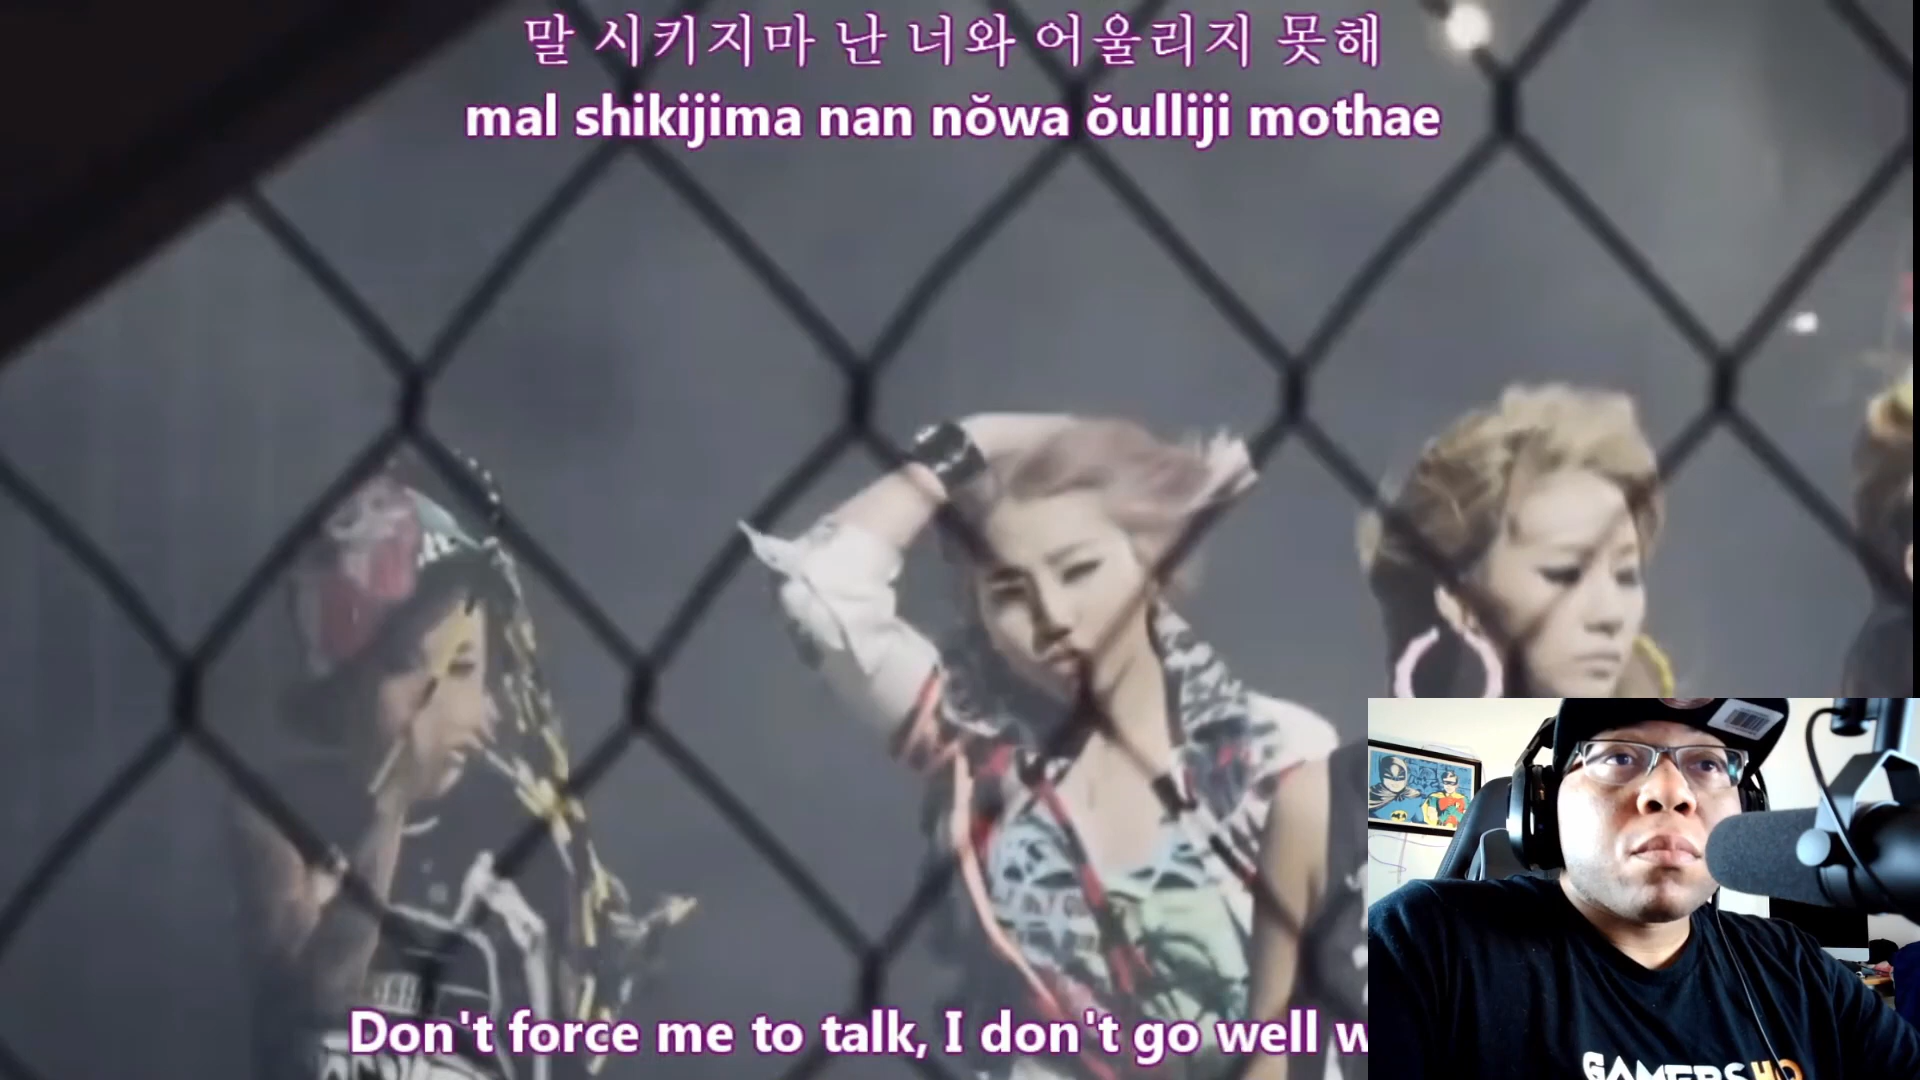 말 시키지마 난 너와 어울리지 못해
mal shikijima nan nŏwa ŏulliji mothae
Don't force me to talk, I don't go well
GAMERS